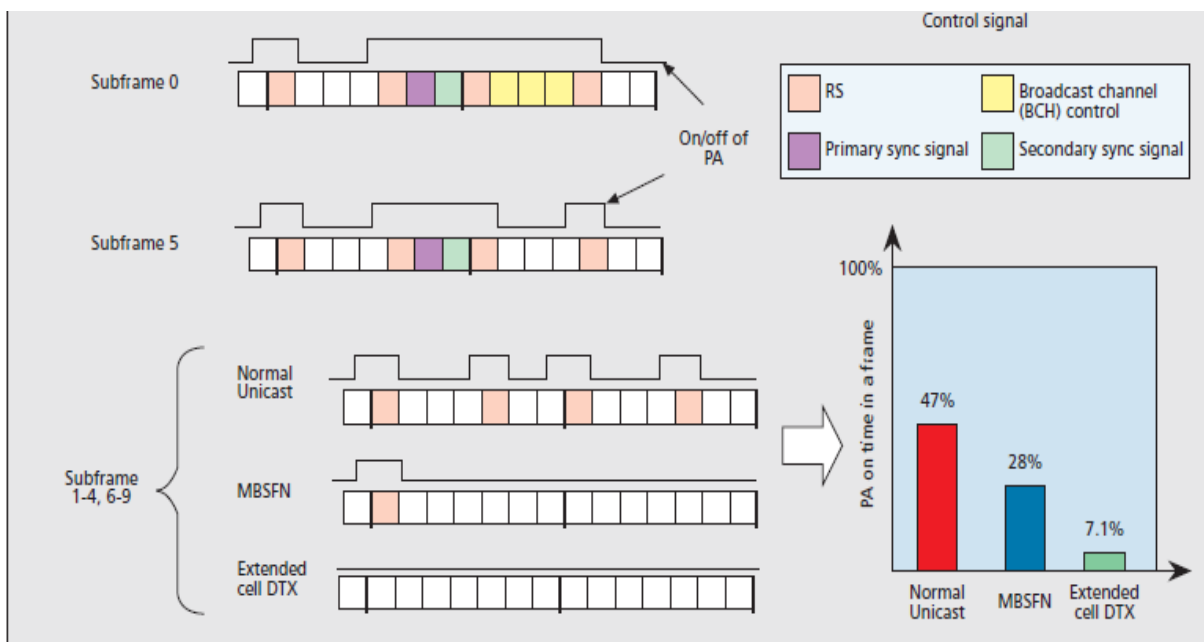 Control signal
Subframe 0
RS
Broadcast channel
(BCH) control
Primary sync signal
Secondary sync signal
On/off of
PA
Subframe 5
100%
PA on time in a frame
Normal
Unicast
47%
28%
7.1%
Subframe
1-4, 6-9
MBSFN
Extended
cell DTX
Normal
Unicast
MBSFN
Extended
cell DTX